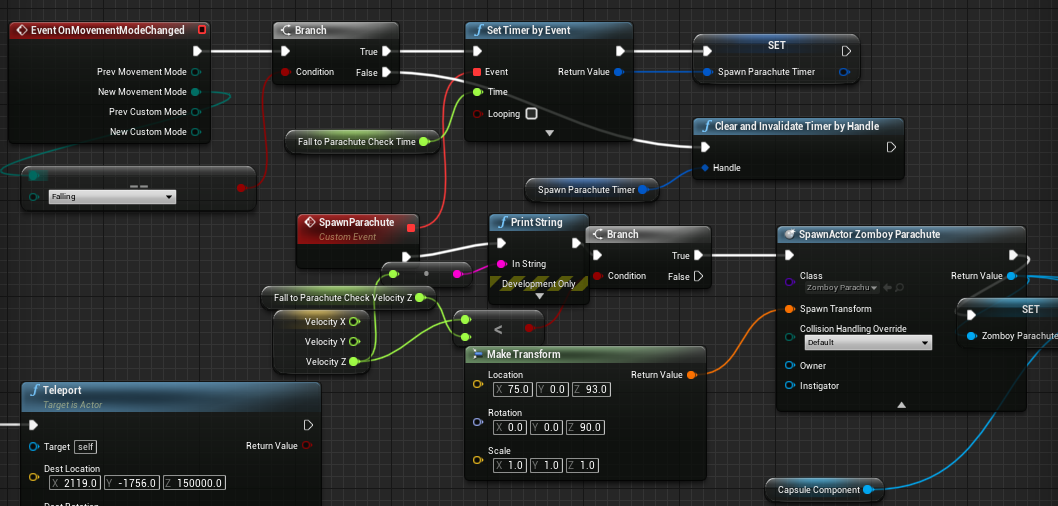 Event OnMovementModeChanged
Prev Movement Mode
New Movement Mode
Prev Custom Mode
New Custom Mode
==
Falling
Branch
True
Condition
False
Set Timer by Event
Event
Return Value
Time
Looping
Fall to Parachute Check Time
SET
Spawn Parachute Timer
Clear and Invalidate Timer by Handle
Handle
Spawn Parachute Timer
SpawnParachute
Custom Event
Print String
In String
Development Only
Branch
True
Condition
False
Fall to Parachute Check Velocity Z
Velocity X
Velocity Y
Velocity Z
<
SpawnActor Zomboy Parachute
Class
Return Value
Zomboy Parachu
Spawn Transform
Collision Handling Override
Default
Owner
Instigator
SET
Zomboy Parachute
Make Transform
Location
Return Value
X 75.0 Y 0.0 Z 93.0
Rotation
X 0.0 Y 0.0 Z 90.0
Scale
X 1.0 Y 1.0 Z 1.0
Teleport
Target is Actor
Target self
Return Value
Dest Location
X 2119.0 Y -1756.0 Z 150000.0
Capsule Component